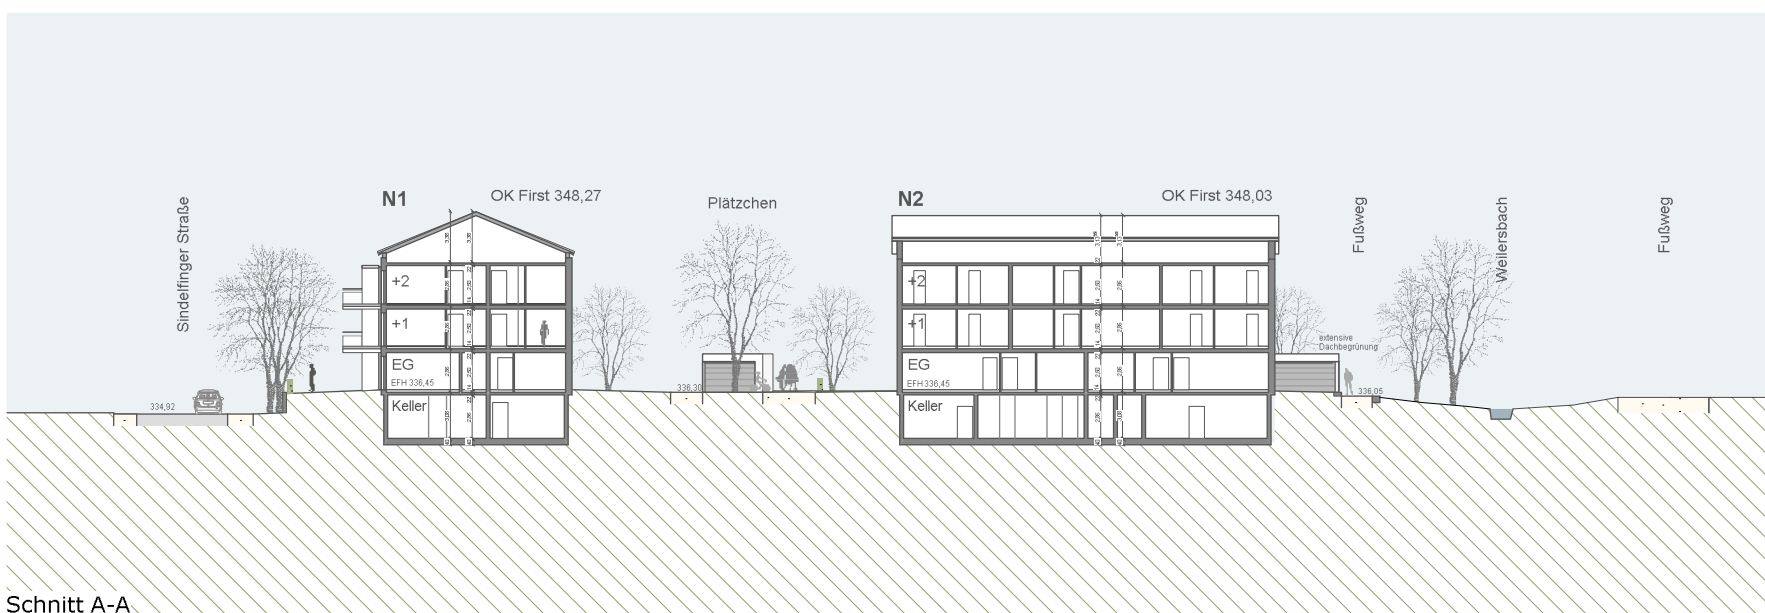 N1
OK First 348,27
Plätzchen
N2
OK First 348,03
Sindelfinger Straße
Fußweg
Weilersbach
Fußweg
+2
+1
EG
EFH 336,45
Keller
+2
+1
EG
EFH 336,45
Keller
extensive
Dachbegrünung
334,92
336,30
336,05
Schnitt A-A